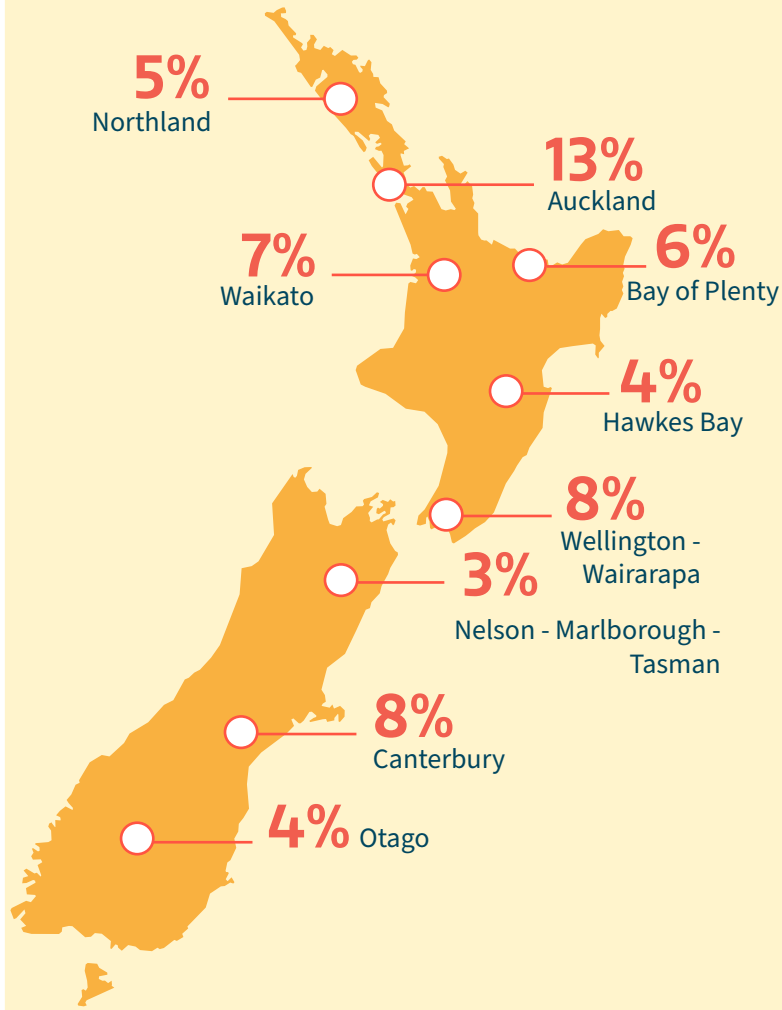 5%
Northland
13%
Auckland
7%
Waikato
6%
Bay of Plenty
4%
Hawkes Bay
8%
Wellington -
Wairarapa
3%
Nelson - Marlborough -
Tasman
8%
Canterbury
4% Otago